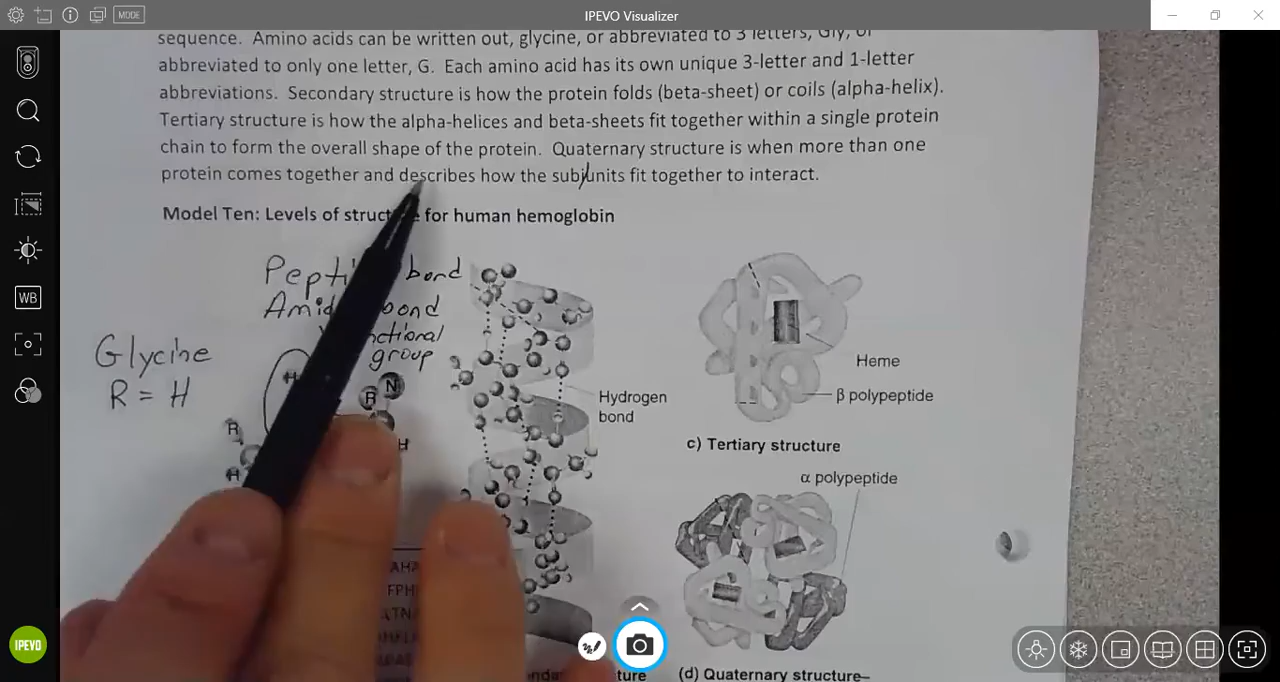 IPEVO Visualizer
MODE
sequence. Amino acids can be written out, glycine, or abbreviated to 3 letters, Gly, or
abbreviated to only one letter, G. Each amino acid has its own unique 3-letter and 1-letter
abbreviations. Secondary structure is how the protein folds (beta-sheet) or coils (alpha-helix).
Tertiary structure is how the alpha-helices and beta-sheets fit together within a single protein
chain to form the overall shape of the protein. Quaternary structure is when more than one
protein comes together and describes how the subunits fit together to interact.
Model Ten: Levels of for human hemoglobin
bond
bond
group
Glycine
R = H
H
R N
R
H
H
Hydrogen
bond
Heme
β polypeptide
c) Tertiary structure
α polypeptide
(d) Quaternary structure
WB
IPEVO